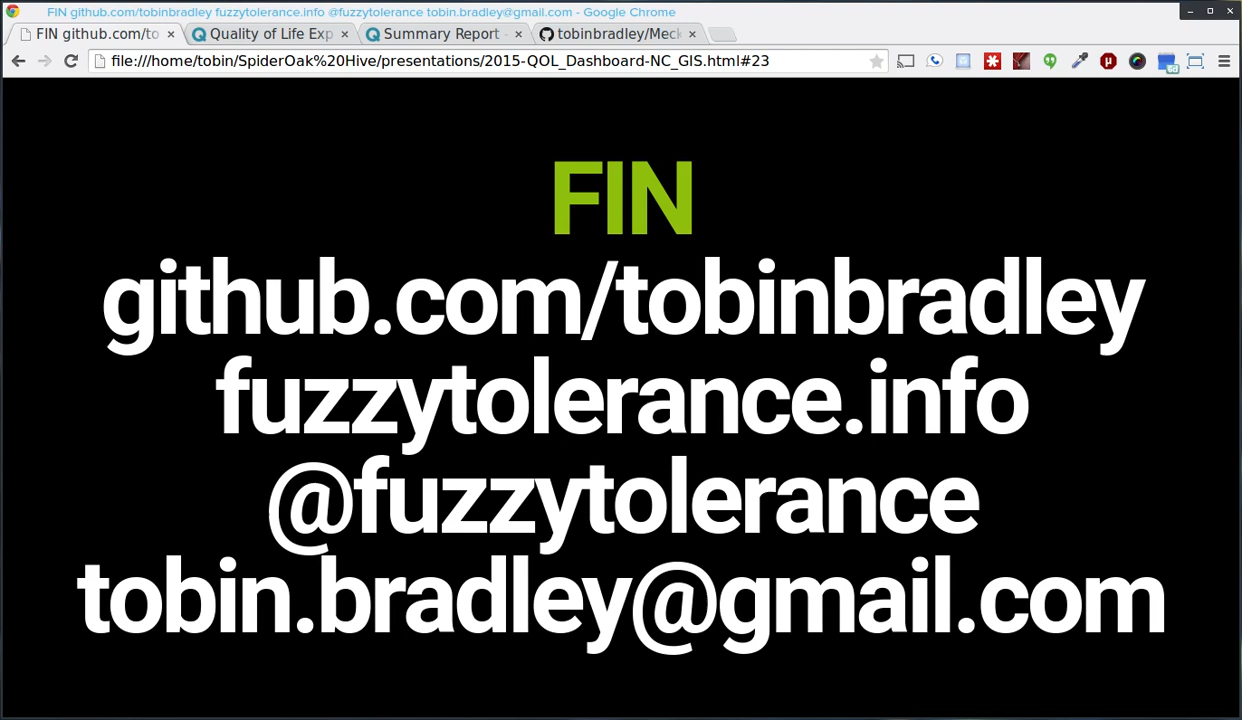 FIN github.com/tobinbradley fuzzytolerance.info @fuzzytolerance tobin.bradley@gmail.com - Google Chrome
FIN github.com/to
Quality of Life Exp
Summary Report -
tobinbradley/Meck
file:///home/tobin/SpiderOak%20Hive/presentations/2015-QOL_Dashboard-NC_GIS.html#23
FIN
github.com/tobinbradley
fuzzytolerance.info
@fuzzytolerance
tobin.bradley@gmail.com